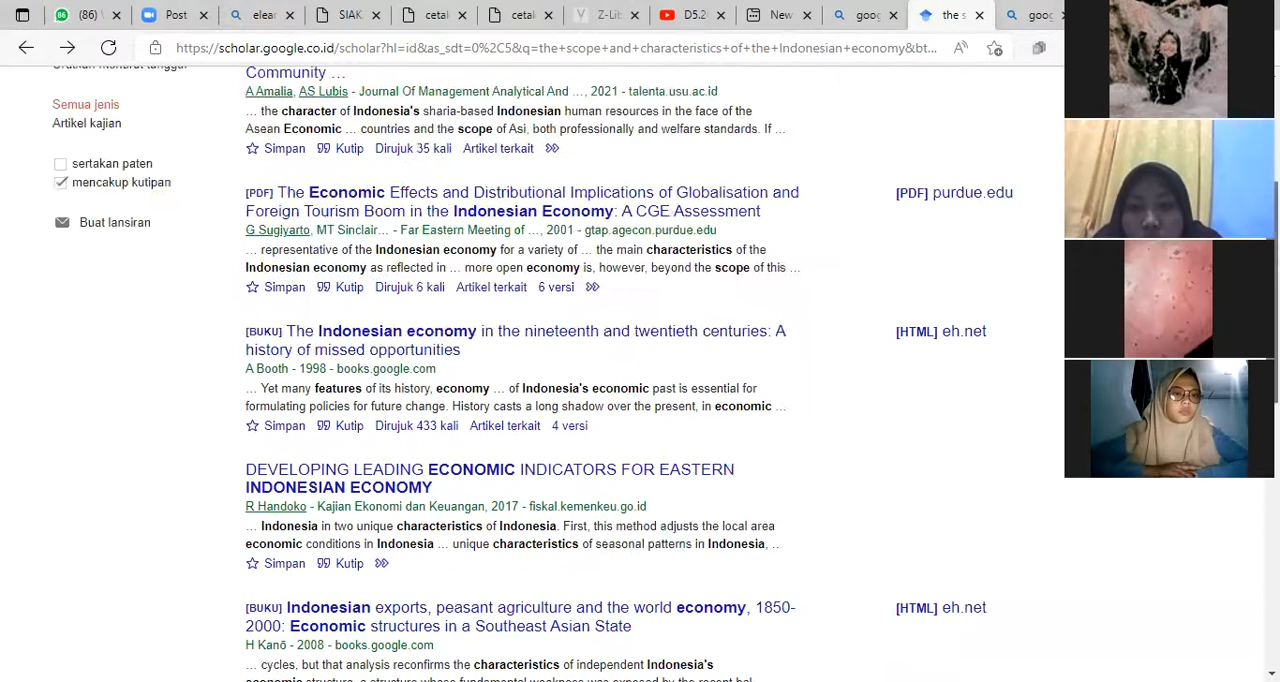 (86) \
Post
elear
SIAK
cetal
cetal
Z-Lib
D5.2
New
goog
the s
goog
https://scholar.google.co.id/scholar?hl=id&as_sdt=0%2C5&q=the+scope+and+characteristics+of+the+Indonesian+economy&bt...
Semua jenis
Artikel kajian
sertakan paten
mencakup kutipan
Buat lansiran
Community …
A Amalia, AS Lubis - Journal Of Management Analytical And …, 2021 - talenta.usu.ac.id
… the character of Indonesia's sharia-based Indonesian human resources in the face of the
Asean Economic … countries and the scope of Asi, both professionally and welfare standards. If …
Simpan Kutip Dirujuk 35 kali Artikel terkait
[PDF] The Economic Effects and Distributional Implications of Globalisation and
Foreign Tourism Boom in the Indonesian Economy: A CGE Assessment
G Sugiyarto, MT Sinclair… - Far Eastern Meeting of …, 2001 - gtap.agecon.purdue.edu
… representative of the Indonesian economy for a variety of … the main characteristics of the
Indonesian economy as reflected in … more open economy is, however, beyond the scope of this …
Simpan Kutip Dirujuk 6 kali Artikel terkait 6 versi
[PDF] purdue.edu
[BUKU] The Indonesian economy in the nineteenth and twentieth centuries: A
history of missed opportunities
A Booth - 1998 - books.google.com
… Yet many features of its history, economy … of Indonesia's economic past is essential for
formulating policies for future change. History casts a long shadow over the present, in economic …
Simpan Kutip Dirujuk 433 kali Artikel terkait 4 versi
[HTML] eh.net
DEVELOPING LEADING ECONOMIC INDICATORS FOR EASTERN
INDONESIAN ECONOMY
R Handoko - Kajian Ekonomi dan Keuangan, 2017 - fiskal.kemenkeu.go.id
… Indonesia in two unique characteristics of Indonesia. First, this method adjusts the local area
economic conditions in Indonesia … unique characteristics of seasonal patterns in Indonesia, ..
Simpan Kutip
[BUKU] Indonesian exports, peasant agriculture and the world economy, 1850-
2000: Economic structures in a Southeast Asian State
H Kanō - 2008 - books.google.com
… cycles, but that analysis reconfirms the characteristics of independent Indonesia's
[HTML] eh.net